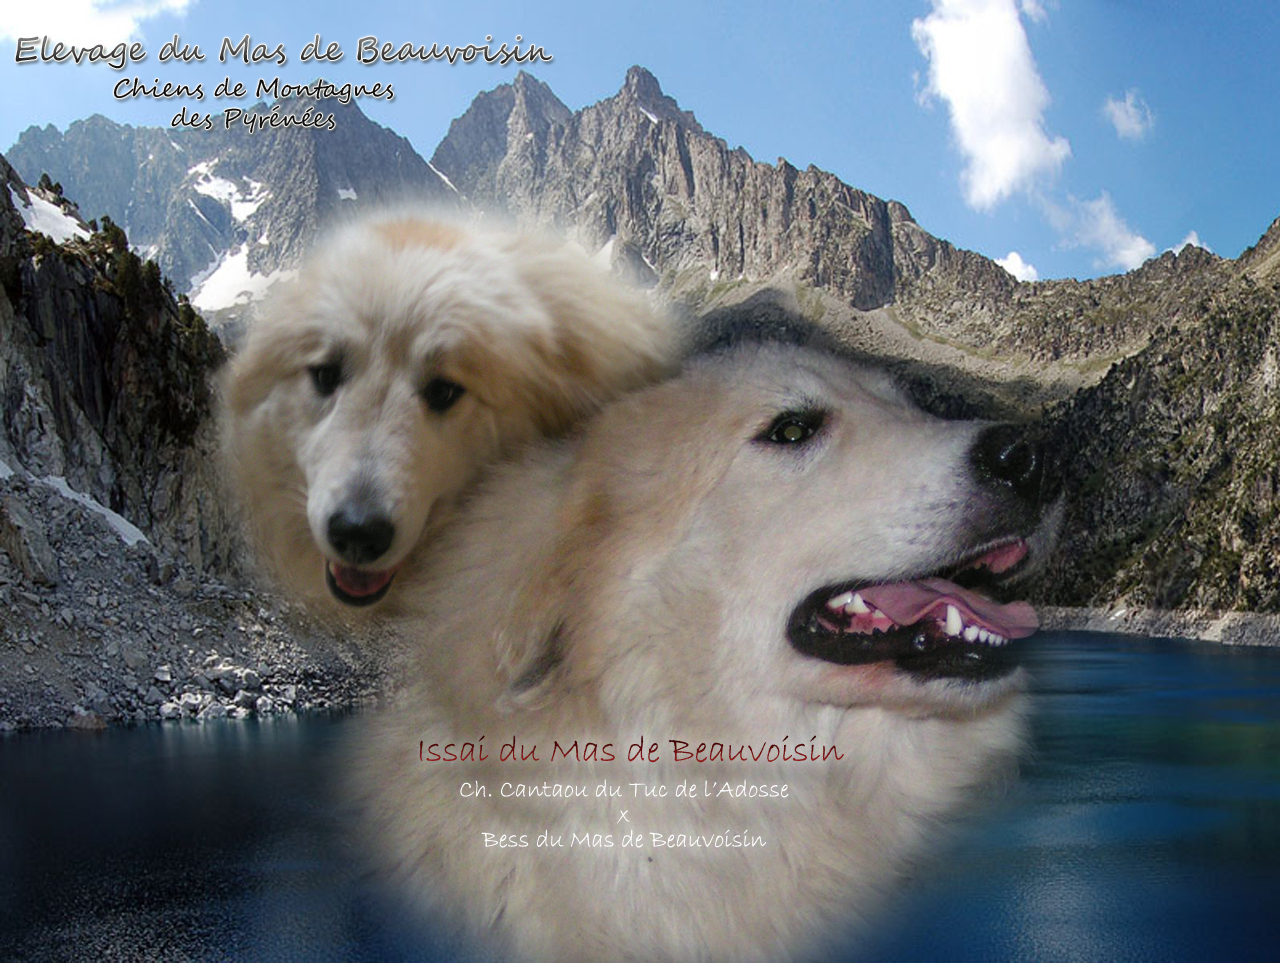 Elevage du Mas de Beauvoisin
Chiens de Montagnes
des Pyrénées
Issaï du Mas de Beauvoisin
Ch. Cantaou du Tuc de l'Adosse
x
Bess du Mas de Beauvoisin